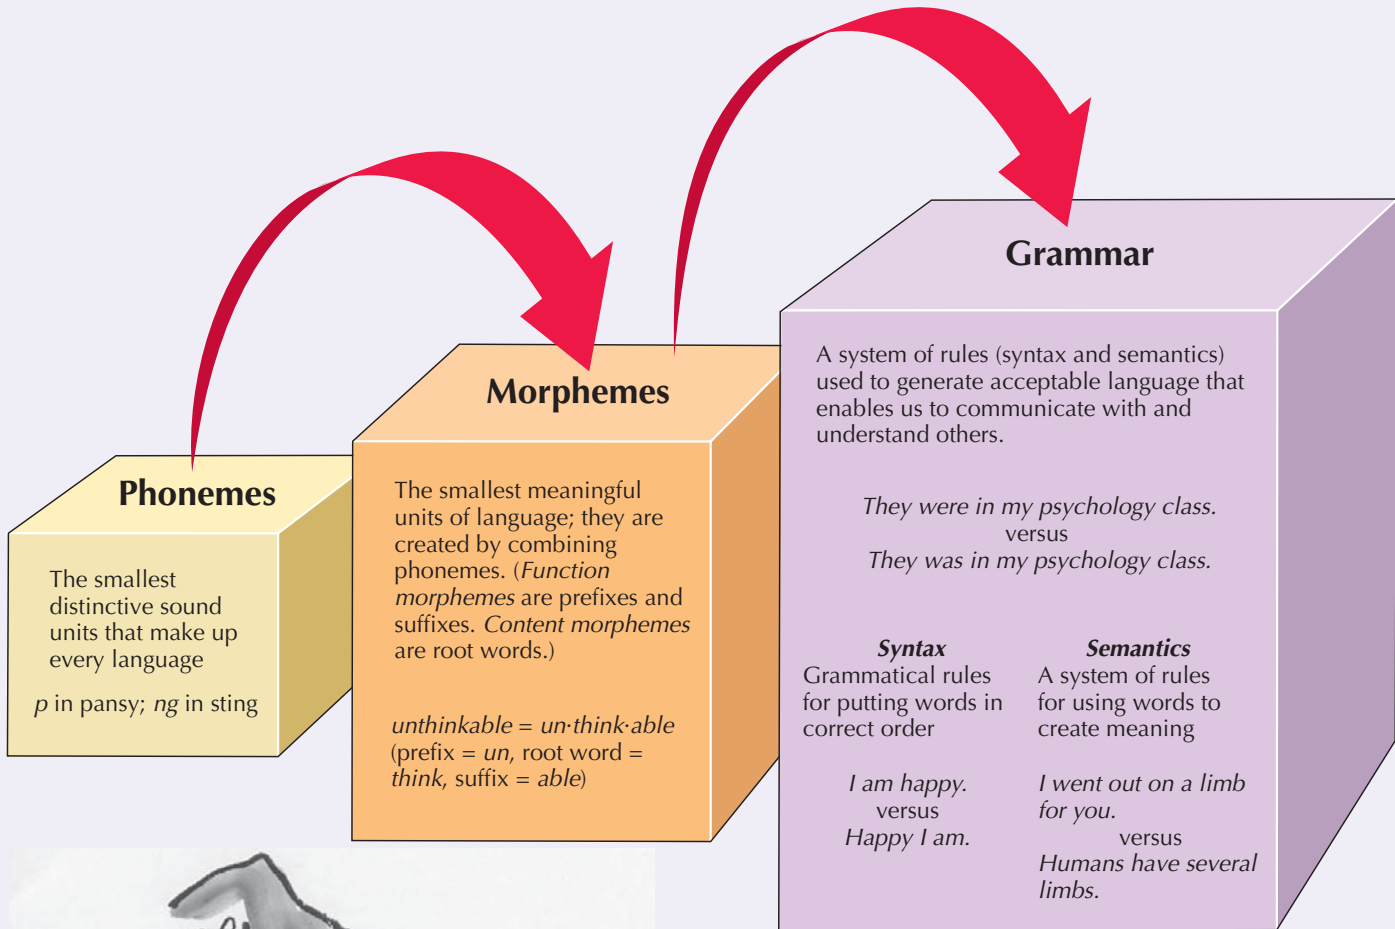 Phonemes
The smallest
distinctive sound
units that make up
every language
p in pansy; ng in sting
Morphemes
The smallest meaningful
units of language; they are
created by combining
phonemes. (Function
morphemes are prefixes and
suffixes. Content morphemes
are root words.)
unthinkable = un·think·able
(prefix = un, root word =
think, suffix = able)
Grammar
A system of rules (syntax and semantics)
used to generate acceptable language that
enables us to communicate with and
understand others.
They were in my psychology class.
versus
They was in my psychology class.
Syntax
Grammatical rules
for putting words in
correct order
I am happy.
versus
Happy I am.
Semantics
A system of rules
for using words to
create meaning
I went out on a limb
for you.
versus
Humans have several
limbs.